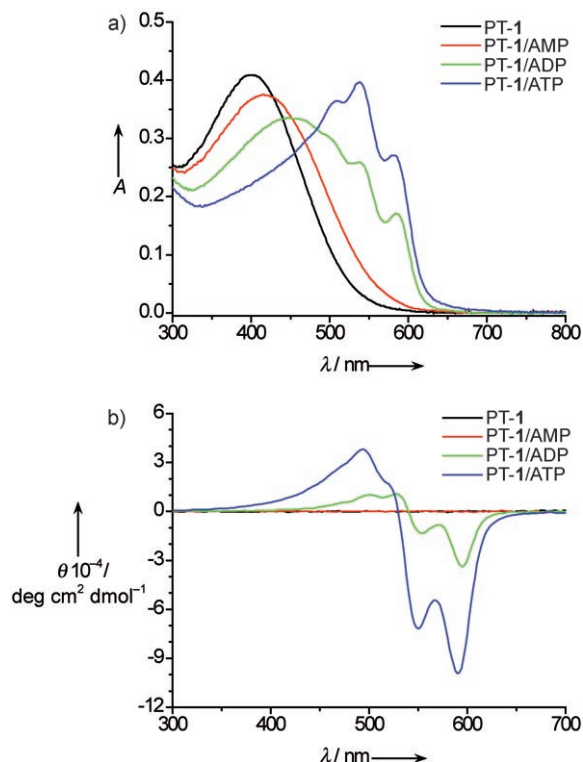 a)
PT-1
PT-1/AMP
PT-1/ADP
PT-1/ATP
0.5
0.4
0.3
A
0.2
0.1
0.0
300 400 500 600 700 800
λ / nm
b)
PT-1
PT-1/AMP
PT-1/ADP
PT-1/ATP
6
3
0
-3
θ10⁻⁴/
deg cm² dmol⁻¹
-6
-9
-12
300 400 500 600 700
λ / nm